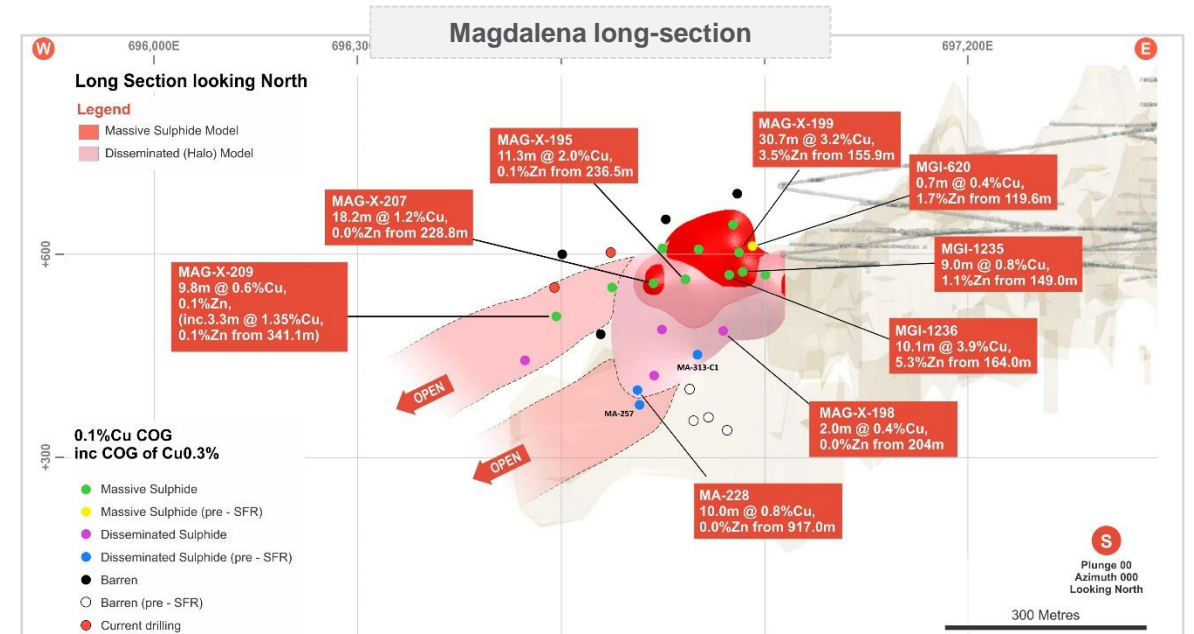 Magdalena long-section
W
696,000E
696,30
697,200E
E
Long Section looking North
Legend
Massive Sulphide Model
Disseminated (Halo) Model
MAG-X-195
11.3m @ 2.0%Cu,
0.1%Zn from 236.5m
MAG-X-199
30.7m @ 3.2%Cu,
3.5%Zn from 155.9m
MGI-620
0.7m @ 0.4%Cu,
1.7%Zn from 119.6m
MAG-X-207
18.2m @ 1.2%Cu,
0.0%Zn from 228.8m
+600
MGI-1235
9.0m @ 0.8%Cu,
1.1%Zn from 149.0m
MAG-X-209
9.8m @ 0.6%Cu,
0.1%Zn,
(inc.3.3m @ 1.35%Cu,
0.1%Zn from 341.1m)
MGI-1236
10.1m @ 3.9%Cu,
5.3%Zn from 164.0m
MA-313-C1
OPEN
MA-257
MAG-X-198
2.0m @ 0.4%Cu,
0.0%Zn from 204m
0.1%Cu COG
inc COG of Cu0.3%
+300
OPEN
MA-228
10.0m @ 0.8%Cu,
0.0%Zn from 917.0m
Massive Sulphide
Massive Sulphide (pre - SFR)
Disseminated Sulphide
Disseminated Sulphide (pre - SFR)
Barren
Barren (pre - SFR)
Current drilling
S
Plunge 00
Azimuth 000
Looking North
300 Metres